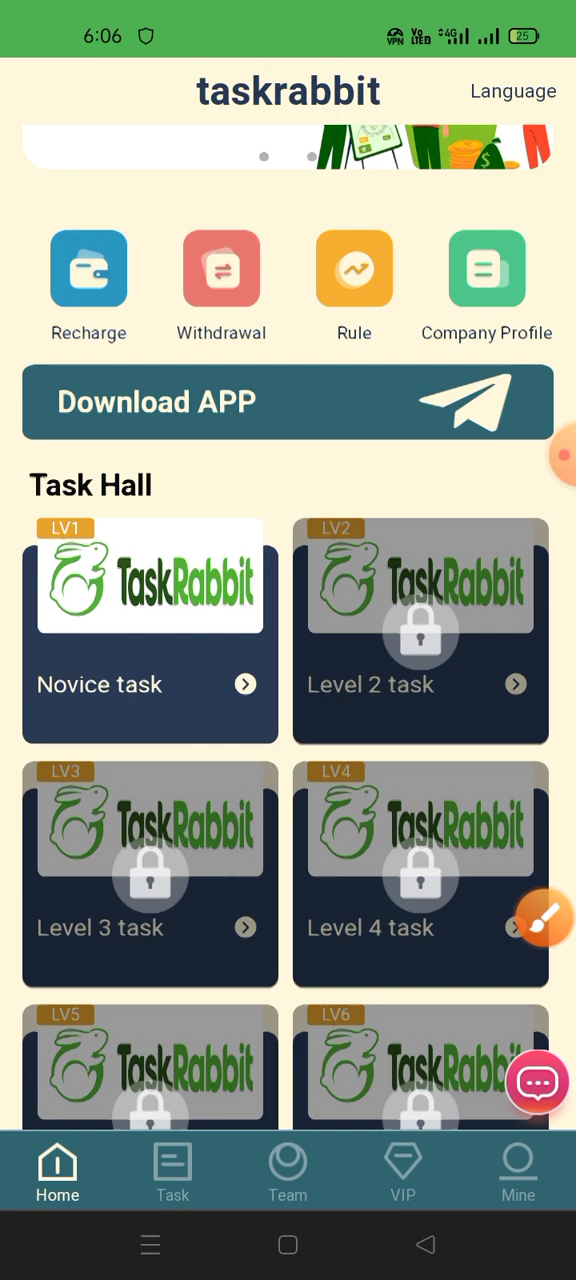 6:06
VPN
Vo
LTE2
4G
25
taskrabbit
Language
Recharge
Withdrawal
Rule
Company Profile
Download APP
Task Hall
LV1
TaskRabbit
Novice task
LV2
TaskRabbit
Level 2 task
LV3
TaskRabbit
Level 3 task
LV4
TaskRabbit
Level 4 task
LV5
TaskRabbit
LV6
TaskRabbit
Home
Task
Team
VIP
Mine